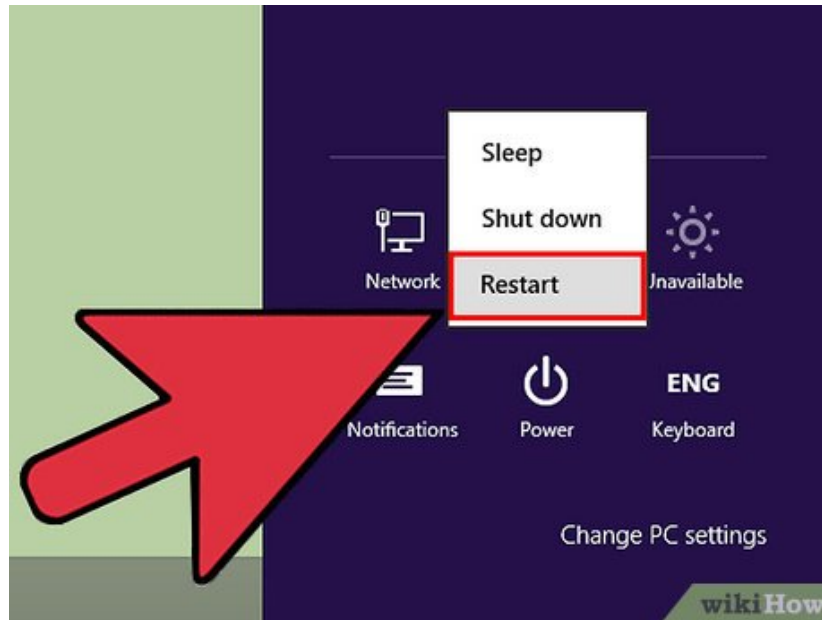 Sleep
Shut down
Restart
Network
Unavailable
Notifications
Power
ENG
Keyboard
Change PC settings
wikiHow